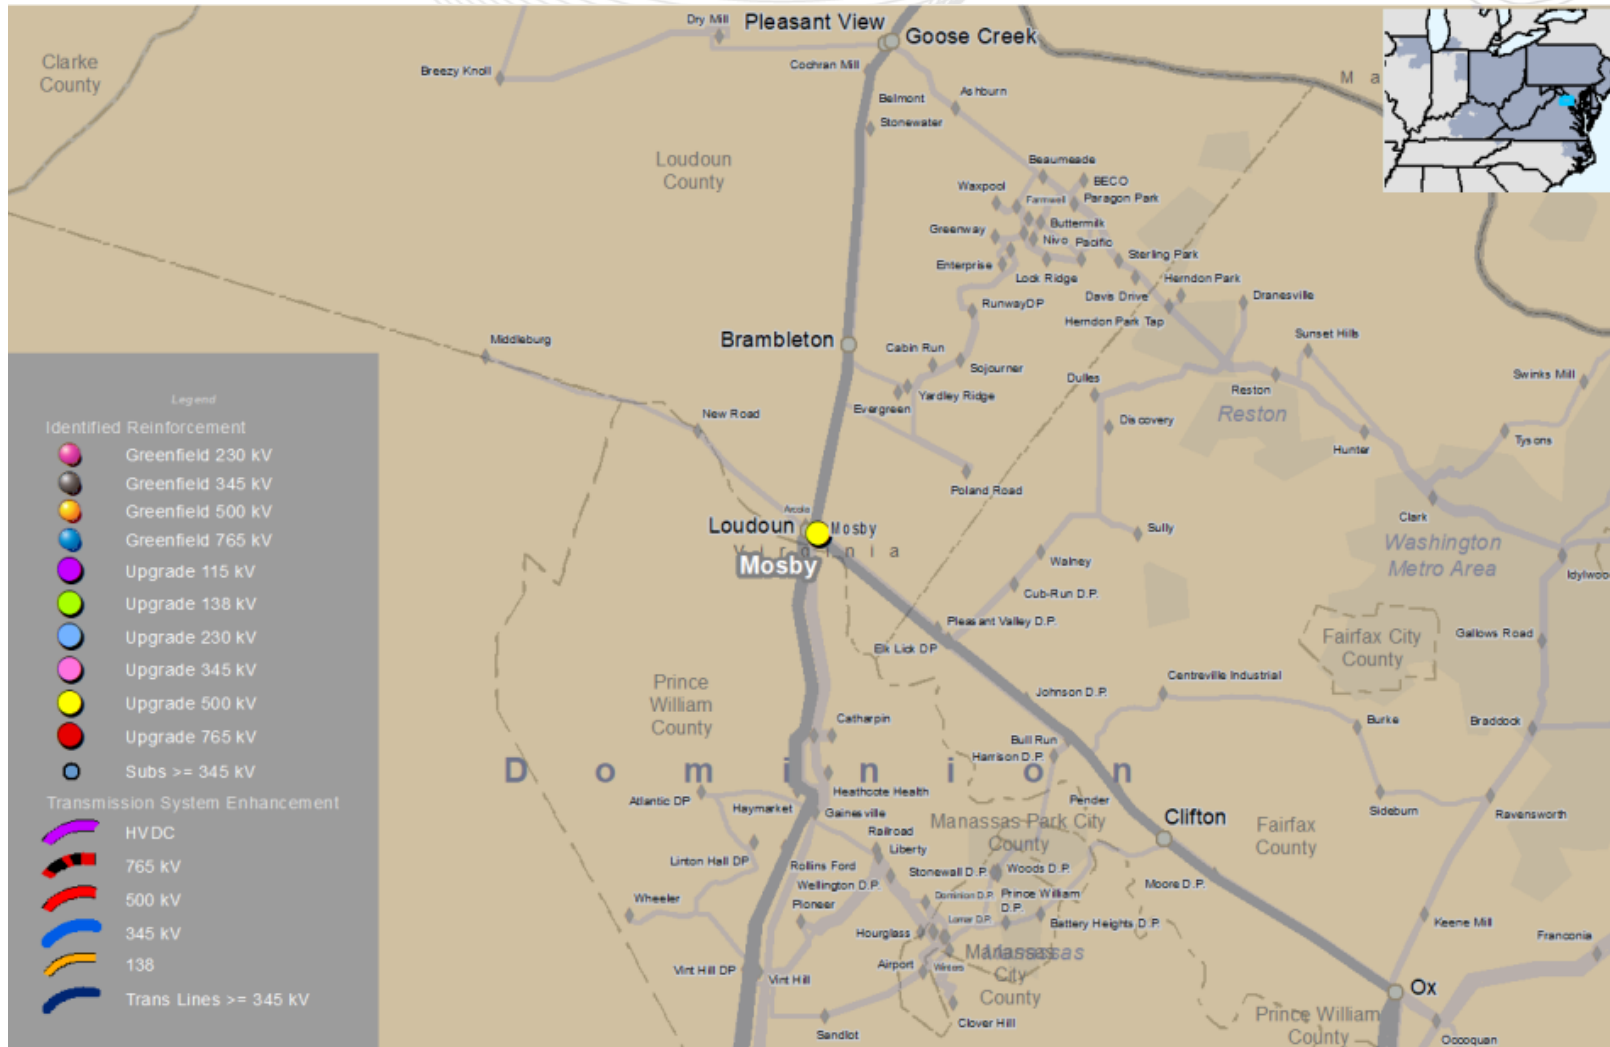 Dry Mill
Pleasant View
Goose Creek
Clarke
County
Breezy Knoll
Cochran Mill
M a
Belmont
Ashburn
Stonewater
Loudoun
County
Beaumeade
BECO
Waxpool
Farmwell
Paragon Park
Greenway
Buttermilk
Nivo
Pacific
Enterprise
Sterling Park
Lock Ridge
Herndon Park
Davis Drive
Dranesville
RunwayDP
Herndon Park Tap
Sunset Hills
Middleburg
Brambleton
Cabin Run
Sojourner
Dulles
Swinks Mill
Reston
Yardley Ridge
Evergreen
New Road
Discovery
Reston
Tysons
Hunter
Poland Road
Arcola
Clark
Loudoun
Mosby
Sully
V i r g i n i a
Mosby
Washington
Metro Area
Walney
Idylwoo
Cub-Run D.P.
Pleasant Valley D.P.
Elk Lick DP
Fairfax City
County
Gallows Road
Centreville Industrial
Prince
William
County
Johnson D.P.
Catharpin
Burke
Braddock
Bull Run
Harrison D.P.
D o m i n i o n
Heathcote Health
Atlantic DP
Haymarket
Gainesville
Pender
Sideburn
Ravensworth
Manassas Park City
County
Clifton
Fairfax
County
Railroad
Liberty
Linton Hall DP
Rollins Ford
Stonewall D.P.
Woods D.P.
Wellington D.P.
Moore D.P.
Wheeler
Pioneer
Dominion D.P.
Prince William
D.P.
Lomar D.P.
Battery Heights D.P.
Keene Mill
Hourglass
Franconia
Manassas
Manassas
City
County
Airport
Winters
Vint Hill DP
Vint Hill
Ox
Clover Hill
Sandlot
Prince William
County
Occoquan
Legend
Identified Reinforcement
Greenfield 230 kV
Greenfield 345 kV
Greenfield 500 kV
Greenfield 765 kV
Upgrade 115 kV
Upgrade 138 kV
Upgrade 230 kV
Upgrade 345 kV
Upgrade 500 kV
Upgrade 765 kV
Subs >= 345 kV
Transmission System Enhancement
HVDC
765 kV
500 kV
345 kV
138
Trans Lines >= 345 kV